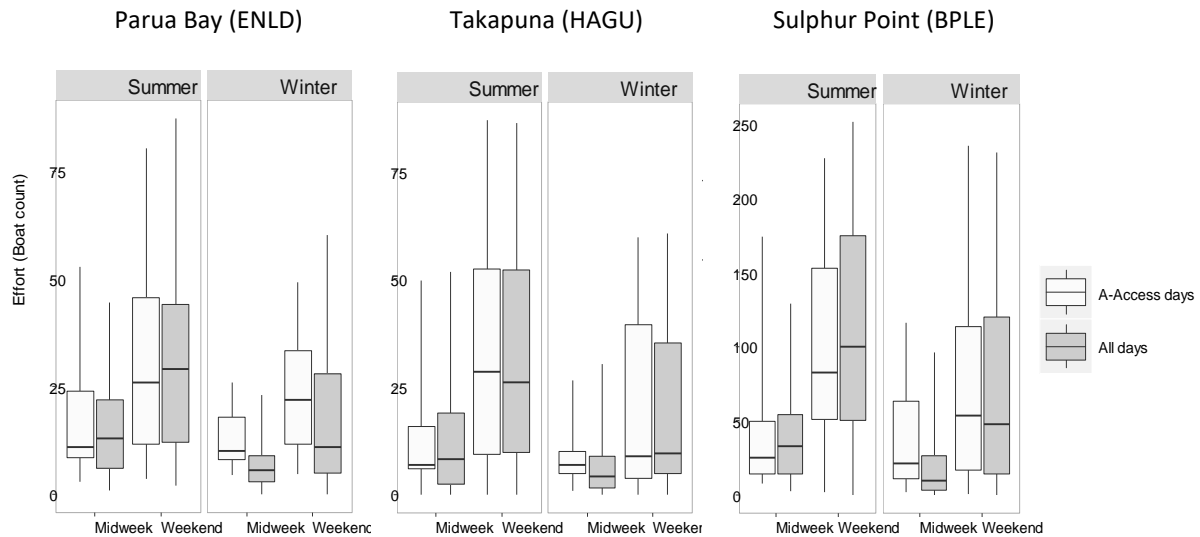 Parua Bay (ENLD) Takapuna (HAGU) Sulphur Point (BPLE)
Summer Winter Summer Winter Summer Winter
Effort (Boat count)
75
50
25
0
Midweek Weekend Midweek Weekend
75
50
25
0
Midweek Weekend Midweek Weekend
250
200
150
100
50
0
Midweek Weekend Midweek Weekend
A-Access days
All days